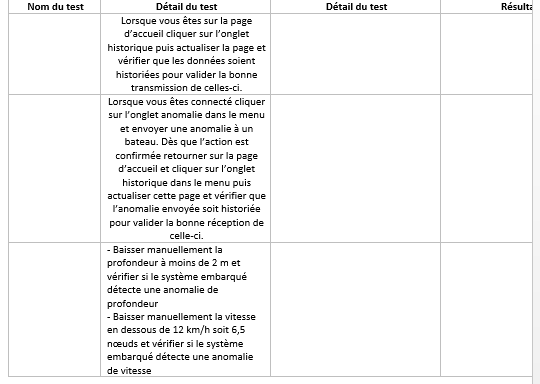 Nom du test Détail du test Détail du test Résulta
Lorsque vous êtes sur la page
d’accueil cliquer sur l’onglet
historique puis actualiser la page et
vérifier que les données soient
historiées pour valider la bonne
transmission de celles-ci.
Lorsque vous êtes connecté cliquer
sur l’onglet anomalie dans le menu
et envoyer une anomalie à un
bateau. Dès que l’action est
confirmée retourner sur la page
d’accueil et cliquer sur l’onglet
historique dans le menu puis
actualiser cette page et vérifier que
l’anomalie envoyée soit historiée
pour valider la bonne réception de
celle-ci.
- Baisser manuellement la
profondeur à moins de 2 m et
vérifier si le système embarqué
détecte une anomalie de
profondeur
- Baisser manuellement la vitesse
en dessous de 12 km/h soit 6,5
nœuds et vérifier si le système
embarqué détecte une anomalie
de vitesse